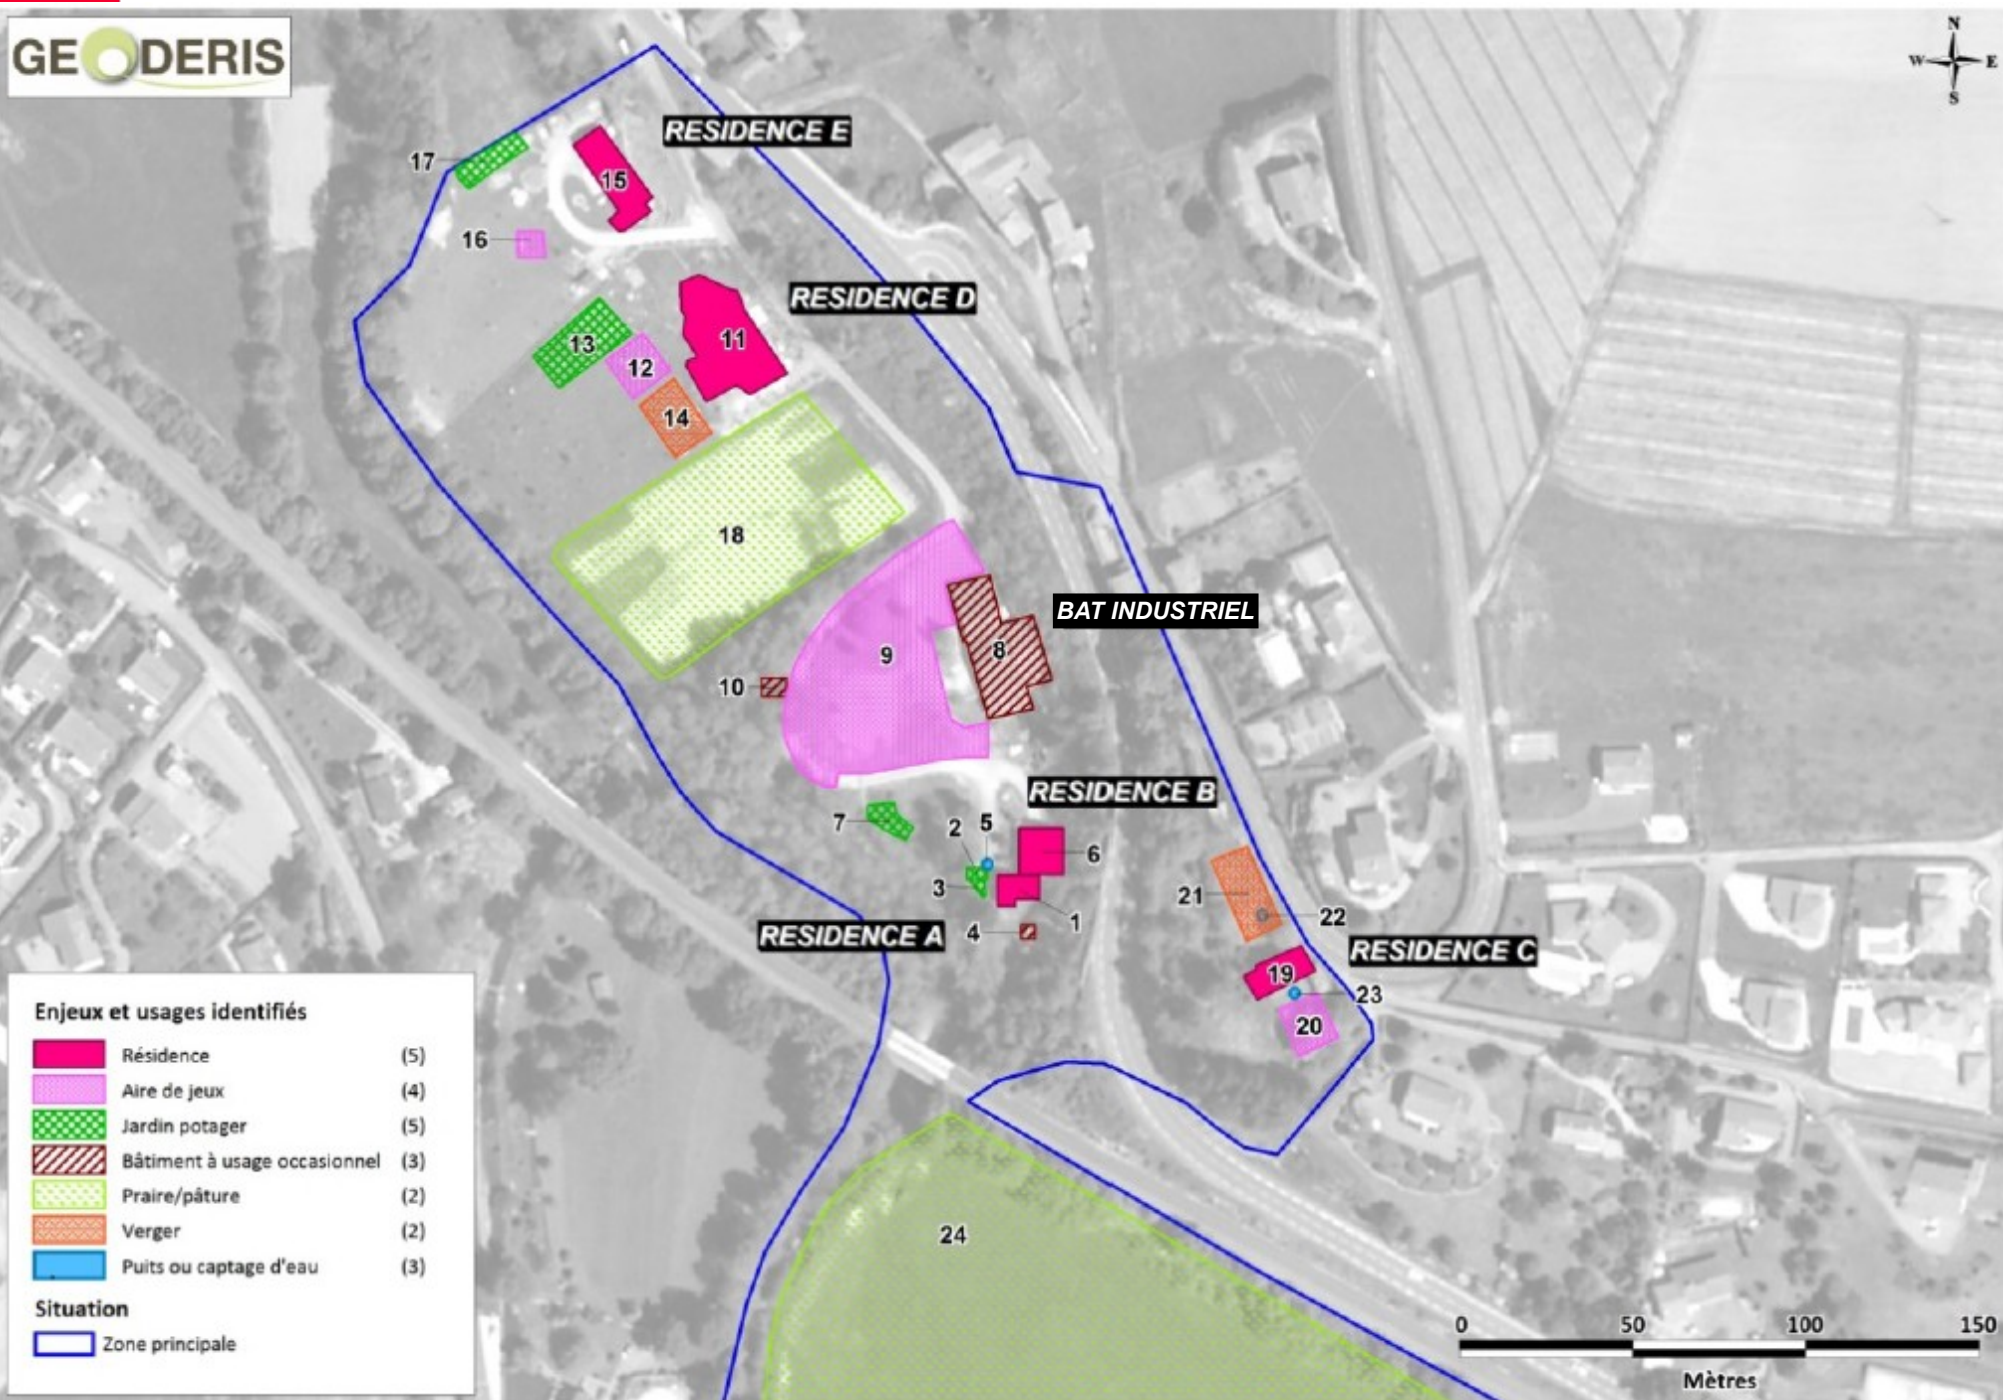 GEODERIS
N
W E
S
RESIDENCE E
17
15
16
RESIDENCE D
13
12
11
14
18
BAT INDUSTRIEL
9
8
10
RESIDENCE B
7
2
5
6
3
1
4
RESIDENCE A
21
22
RESIDENCE C
19
23
20
24
Enjeux et usages identifiés
Résidence (5)
Aire de jeux (4)
Jardin potager (5)
Bâtiment à usage occasionnel (3)
Praire/pâture (2)
Verger (2)
Puits ou captage d'eau (3)
Situation
Zone principale
0 50 100 150
Mètres